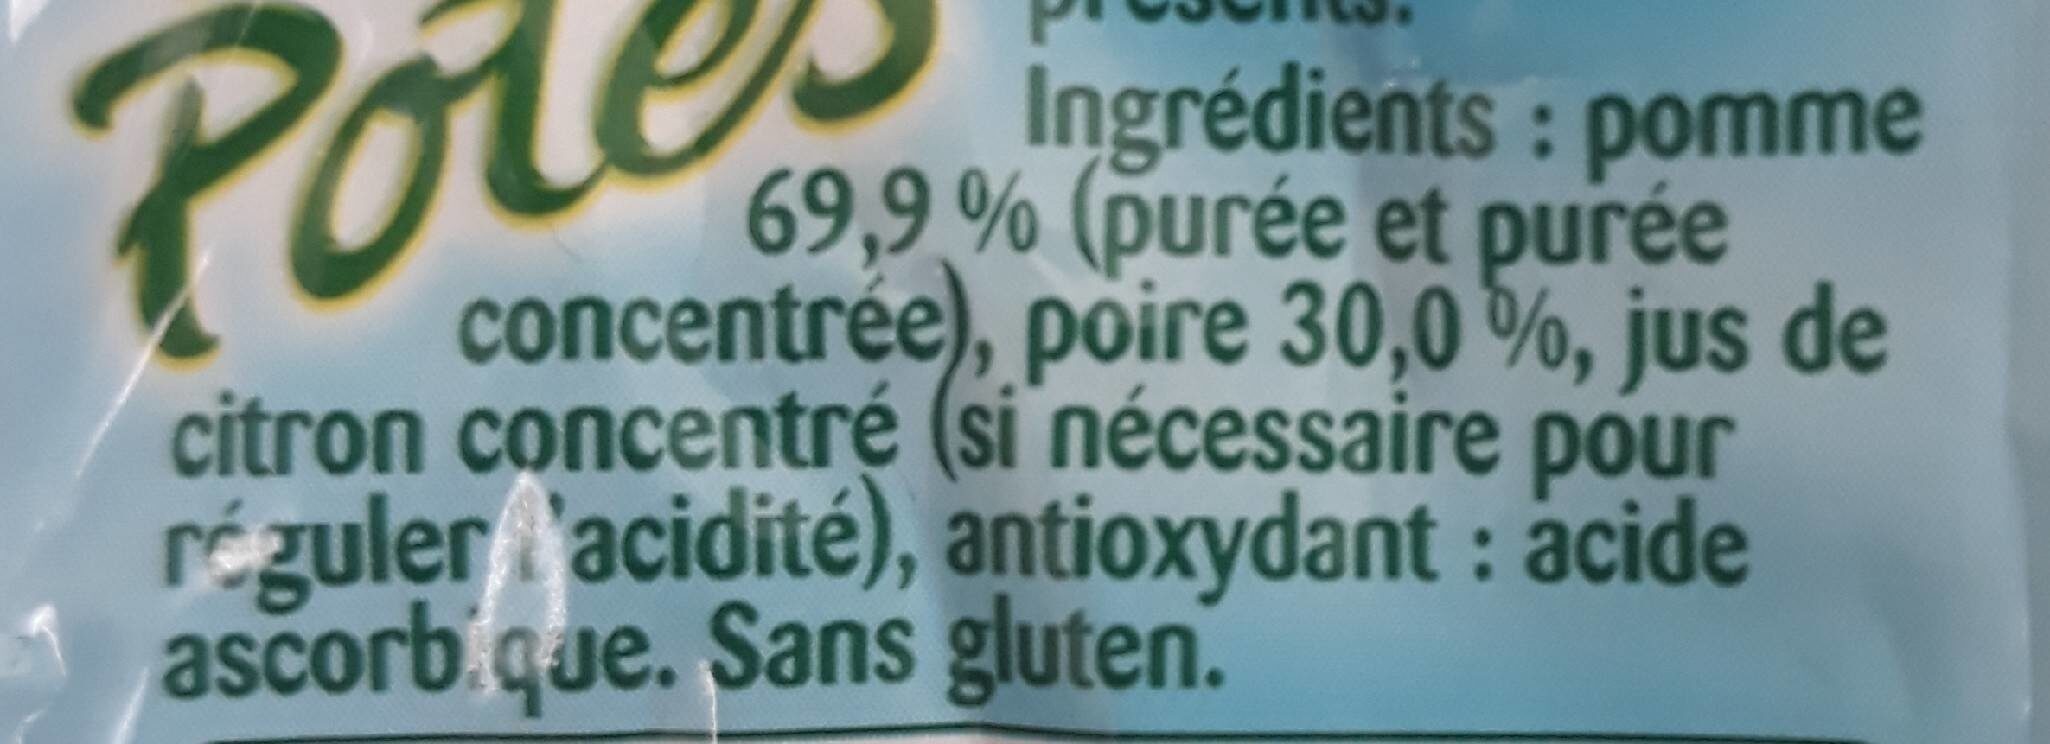 Potes
présents.
Ingrédients : pomme
69,9 % (purée et purée
concentrée), poire 30,0 %, jus de
citron concentré (si nécessaire pour
réguler l'acidité), antioxydant : acide
ascorbique. Sans gluten.